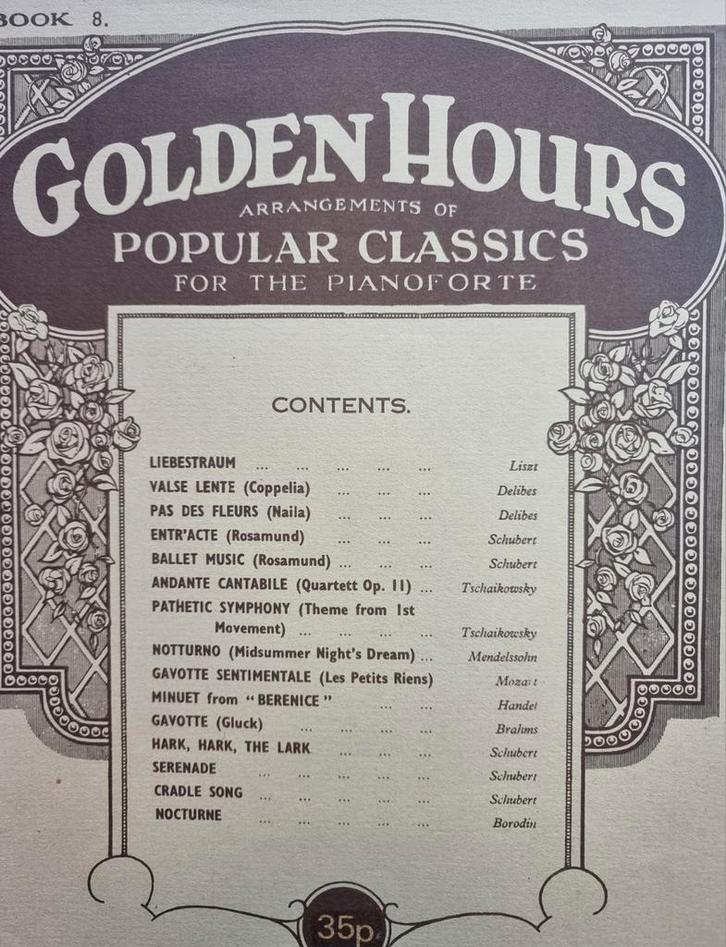 BOOK 8.
GOLDEN HOURS
ARRANGEMENTS OF
POPULAR CLASSICS
FOR THE PIANOFORTE
CONTENTS.
LIEBESTRAUM ... ... ... ... ... Liszt
VALSE LENTE (Coppelia) ... ... ... Delibes
PAS DES FLEURS (Naila) ... ... ... Delibes
ENTR'ACTE (Rosamund) ... ... ... Schubert
BALLET MUSIC (Rosamund) ... ... ... Schubert
ANDANTE CANTABILE (Quartett Op. 11) ... Tschaikowsky
PATHETIC SYMPHONY (Theme from 1st
Movement) ... ... ... ... Tschaikowsky
NOTTURNO (Midsummer Night's Dream) ... Mendelssohn
GAVOTTE SENTIMENTALE (Les Petits Riens) Mozart
MINUET from "BERENICE" ... ... Handel
GAVOTTE (Gluck) ... ... ... ... Brahms
HARK, HARK, THE LARK ... ... ... Schubert
SERENADE ... ... ... ... ... Schubert
CRADLE SONG ... ... ... ... ... Schubert
NOCTURNE ... ... ... ... ... Borodin
35p